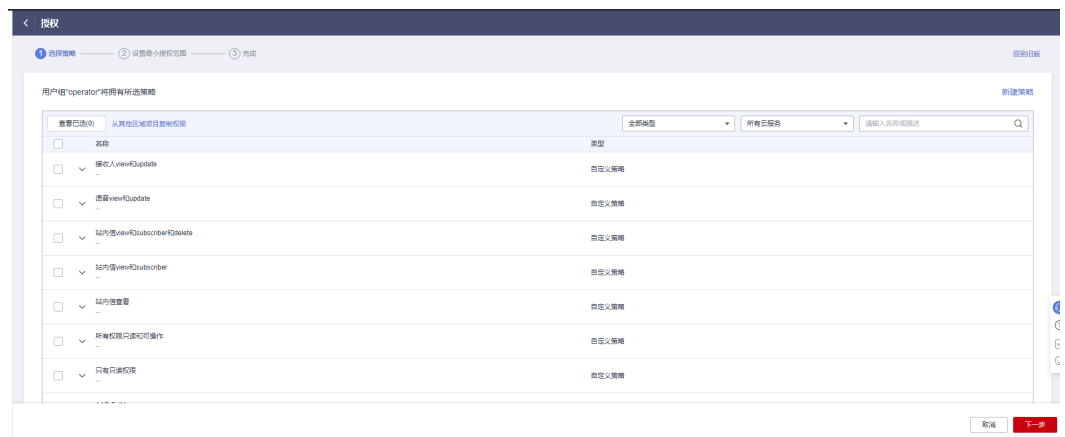 授权
1 选择策略 2 设置最小授权范围 3 完成 回到旧版
用户组"operator"将拥有所选策略 新建策略
查看已选(0) 从其他区域项目复制权限 全部类型 所有云服务 请输入名称或描述
名称 类型
接收人view和update
--
自定义策略
语音view和update
--
自定义策略
站内信view和subscriber和delete
--
自定义策略
站内信view和subscriber
--
自定义策略
站内信查看
--
自定义策略
所有权限只读和可操作
--
自定义策略
只有只读权限
--
自定义策略
取消 下一步